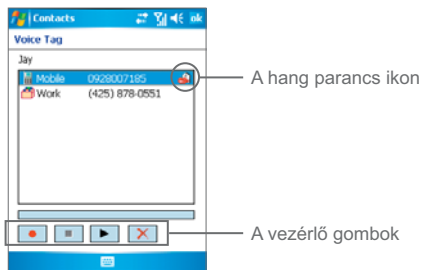 Contacts ok
Voice Tag
Jay
Mobile 0928007185
Work (425) 878-0551
A hang parancs ikon
A vezérlő gombok